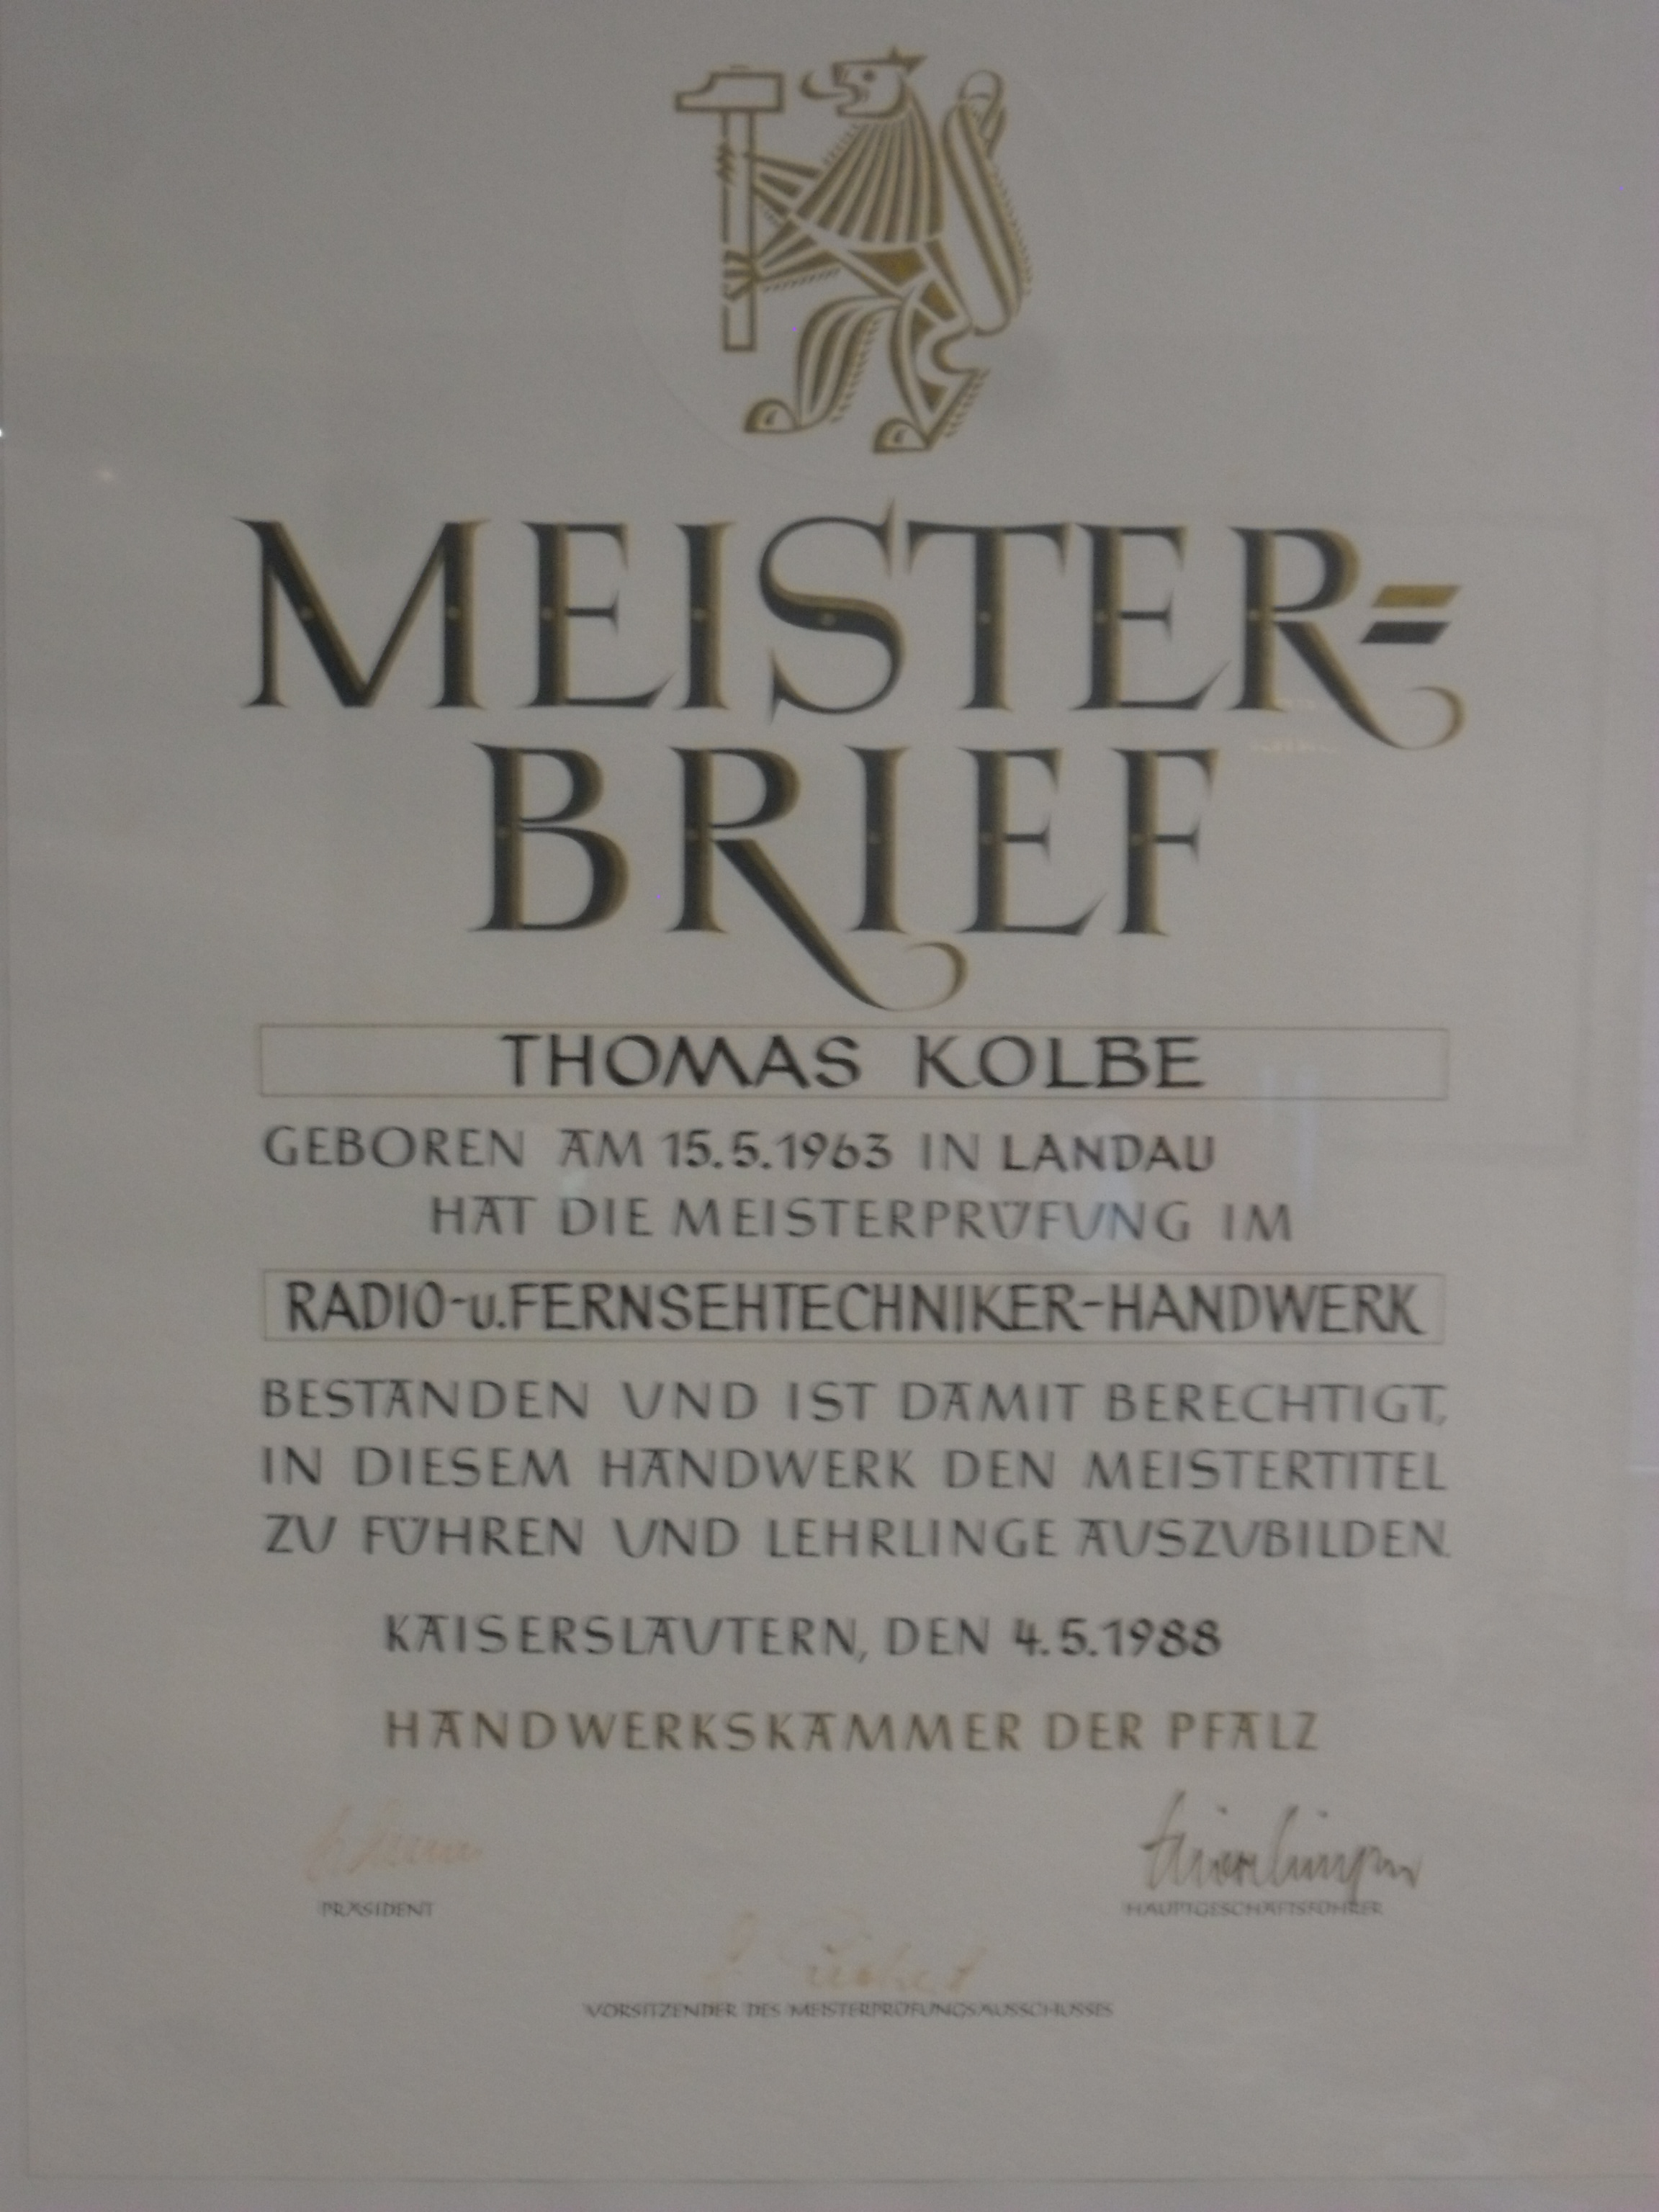 MEISTER=
BRIEF
THOMAS KOLBE
GEBOREN AM 15.5.1963 IN LANDAU
HAT DIE MEISTERPRÜFUNG IM
RADIO-u.FERNSEHTECHNIKER-HANDWERK
BESTANDEN UND IST DAMIT BERECHTIGT,
IN DIESEM HANDWERK DEN MEISTERTITEL
ZU FÜHREN UND LEHRLINGE AUSZUBILDEN.
KAISERSLAUTERN, DEN 4.5.1988
HANDWERKSKAMMER DER PFALZ
PRÄSIDENT
HAUPTGESCHÄFTSFÜHRER
VORSITZENDER DES MEISTERPRÜFUNGSAUSSCHUSSES